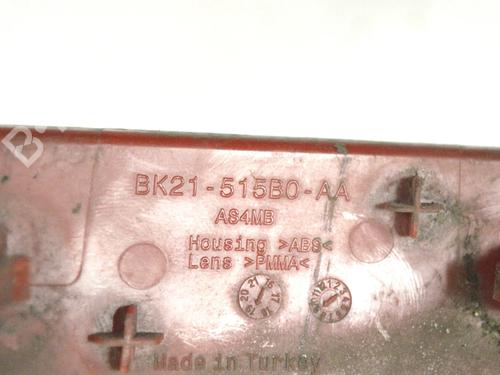 BK21-515B0-AA
AS4MB
Housing >ABS<
Lens >PMMA<
Made in Turkey